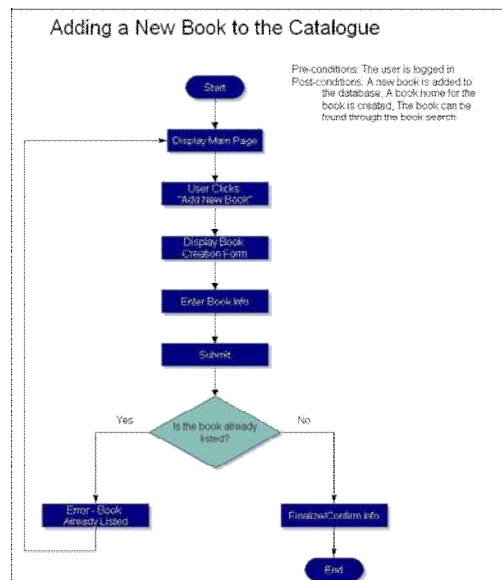 Adding a New Book to the Catalogue
Pre-conditions: The user is logged in
Post-conditions: A new book is added to
the database, A book home for the
book is created, The book can be
found through the book search
Start
Display Main Page
User Clicks
"Add New Book"
Display Book
Creation Form
Enter Book Info
Submit
Is the book already
listed?
Yes
No
Error - Book
Already Listed
Finalize/Confirm Info
End